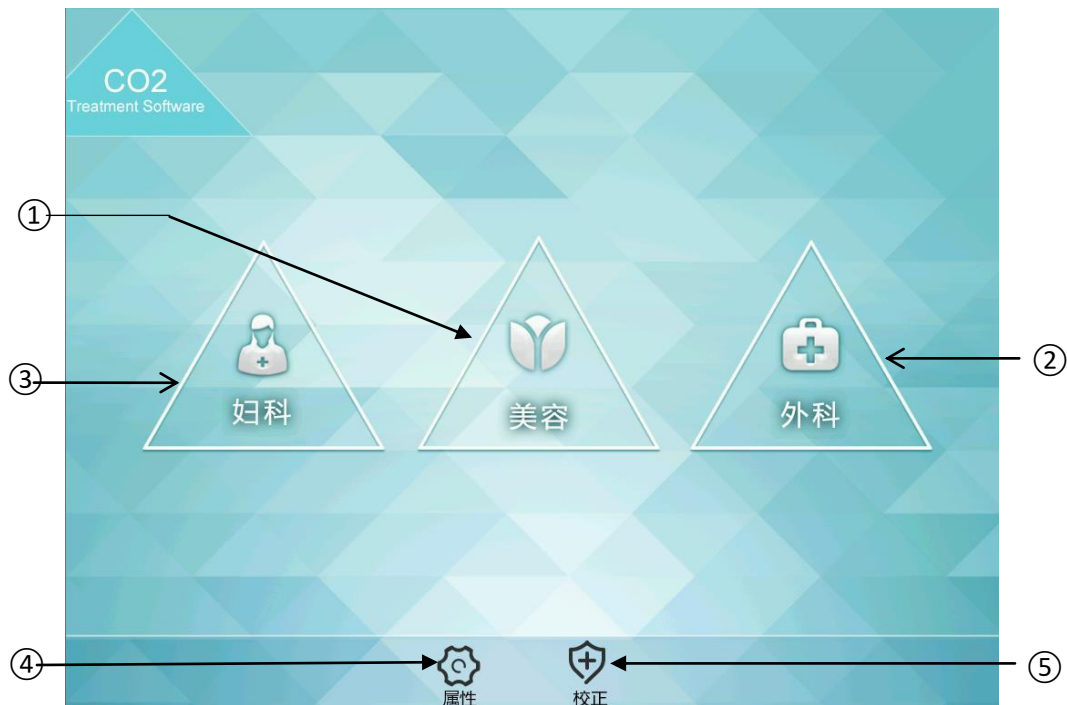 CO2
Treatment Software
①
③
②
妇科
美容
外科
④
⑤
属性
校正